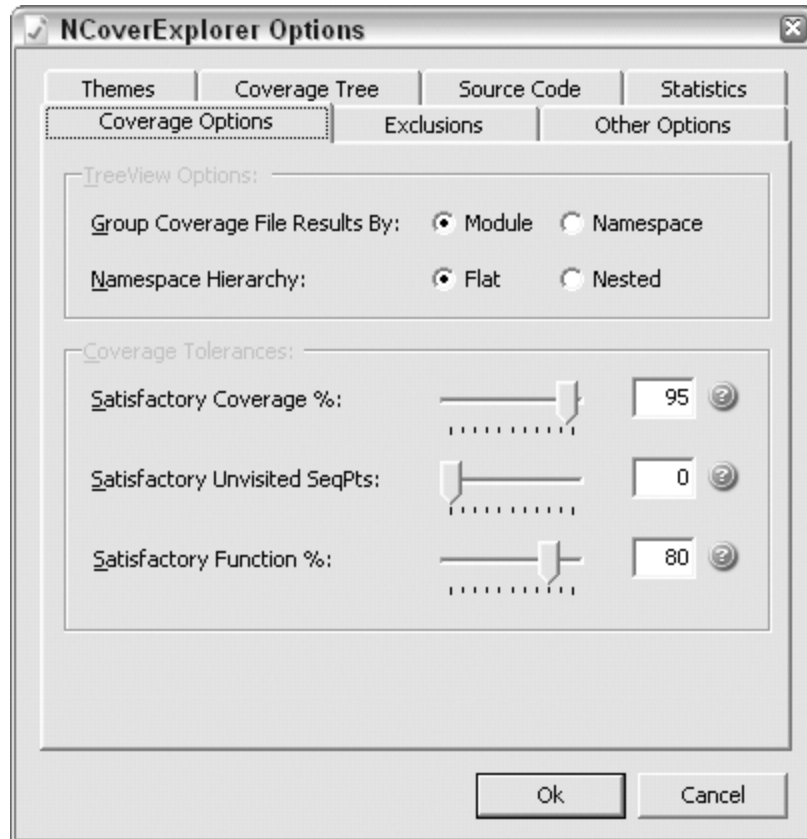 NCoverExplorer Options
Themes Coverage Tree Source Code Statistics
Coverage Options Exclusions Other Options
TreeView Options:
Group Coverage File Results By: Module Namespace
Namespace Hierarchy: Flat Nested
Coverage Tolerances:
Satisfactory Coverage %: 95 ?
Satisfactory Unvisited SeqPts: 0 ?
Satisfactory Function %: 80 ?
Ok Cancel